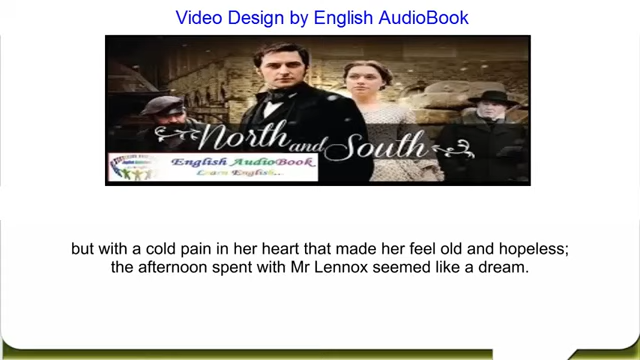 Video Design by English AudioBook
North and South
English AudioBook
Learn English...
but with a cold pain in her heart that made her feel old and hopeless;
the afternoon spent with Mr Lennox seemed like a dream.